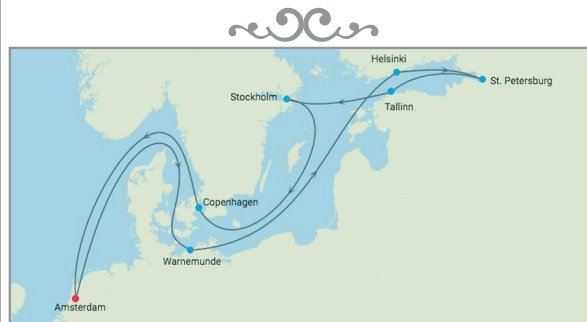 Helsinki
St. Petersburg
Stockholm
Tallinn
Copenhagen
Warnemunde
Amsterdam